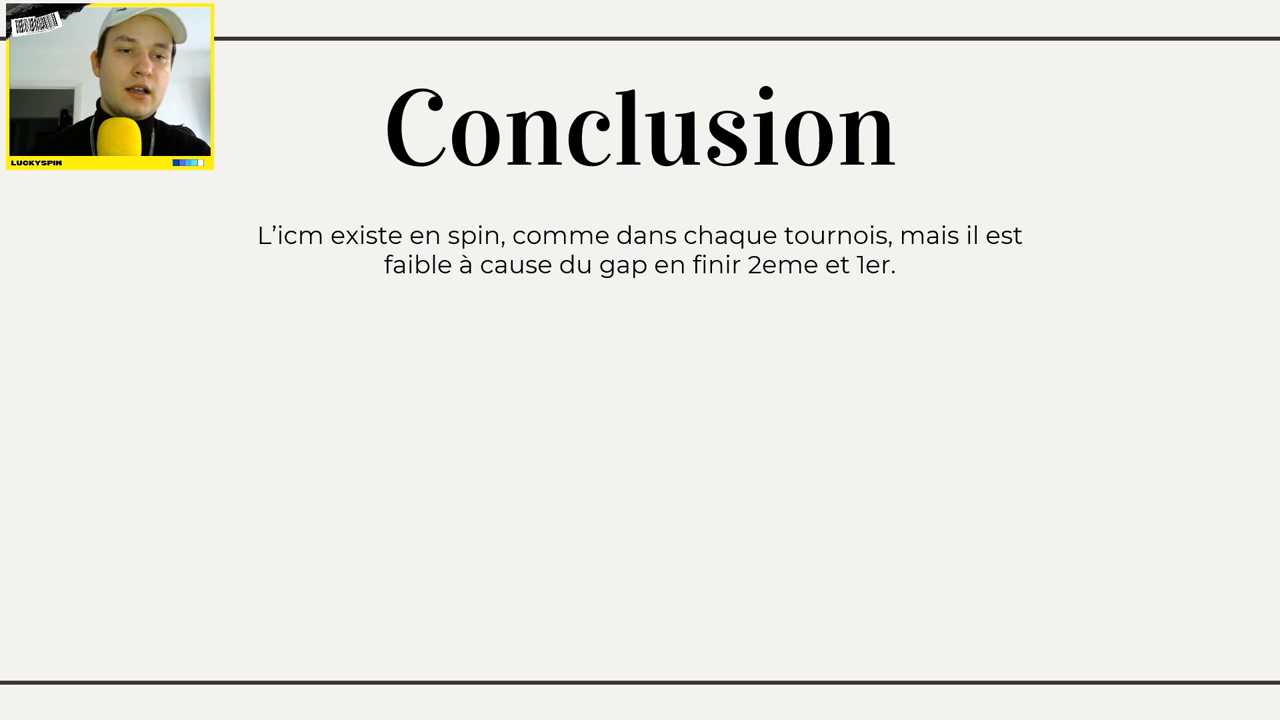 LUCKYSPIN
Conclusion
L’icm existe en spin, comme dans chaque tournois, mais il est
faible à cause du gap en finir 2eme et 1er.